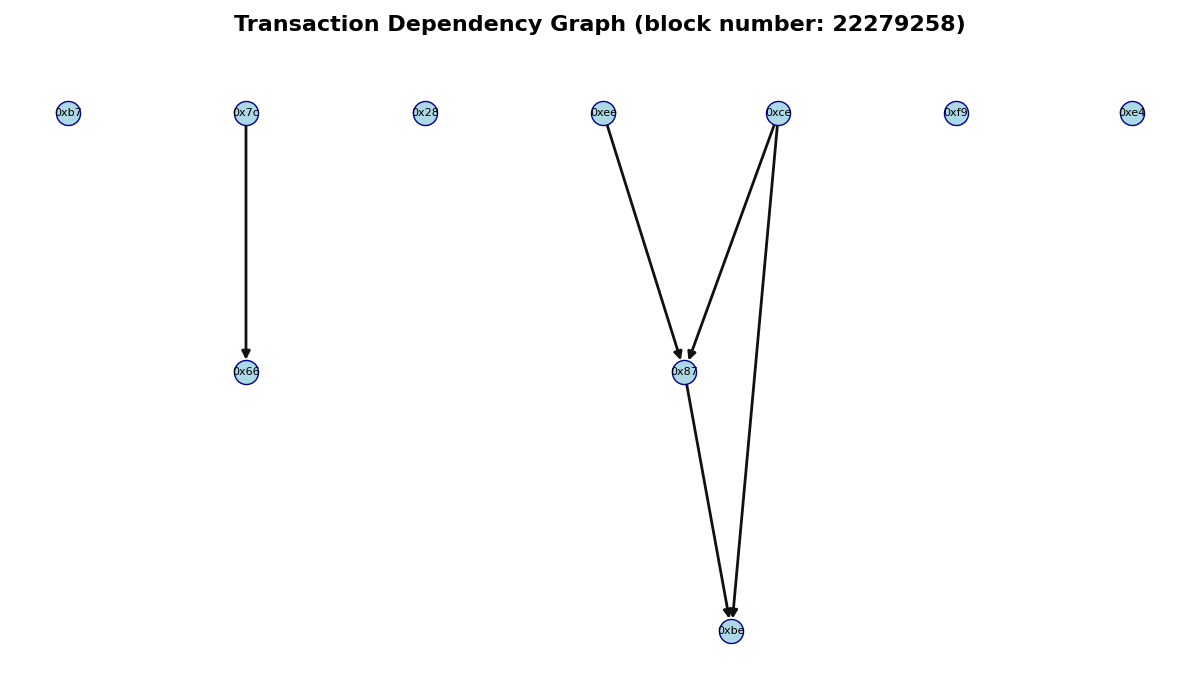 Transaction Dependency Graph (block number: 22279258)
0xb7
0x7c
0x28
0xee
0xce
0xf9
0xe4
0x66
0x87
0xbe